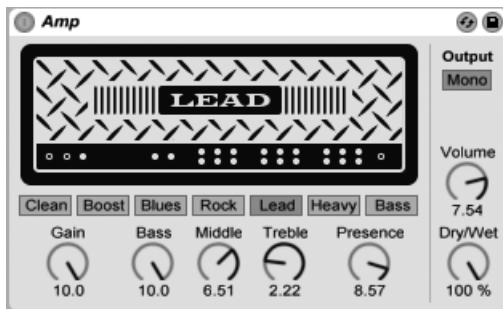 Amp
LEAD
Output
Mono
Clean Boost Blues Rock Lead Heavy Bass
Volume
7.54
Gain Bass Middle Treble Presence Dry/Wet
10.0 10.0 6.51 2.22 8.57 100 %